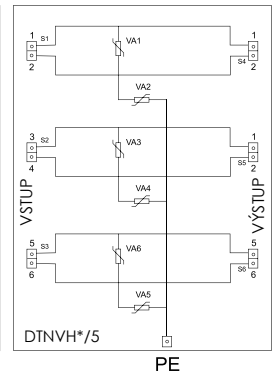 1 S1 VA1 1
2 S4 2
VA2
3 S2 VA3 1
4 S5 2
VSTUP
VÝSTUP
VA4
5 S3 VA6 5
6 S6 6
VA5
DTNVH*/5
PE